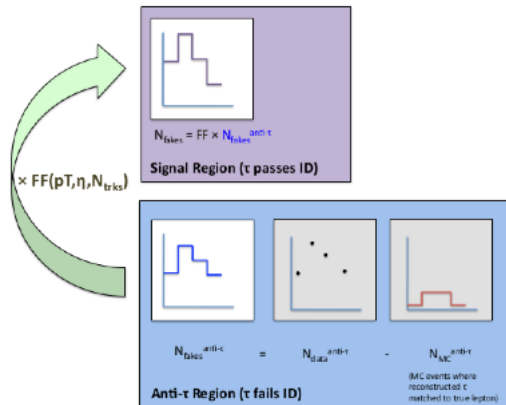 N_fakes = FF × N_fakes^anti-τ
Signal Region (τ passes ID)
× FF(pT,η,N_trks)
N_fakes^anti-τ = N_data^anti-τ - N_MC^anti-τ
(MC events where
reconstructed τ
matched to true lepton)
Anti-τ Region (τ fails ID)